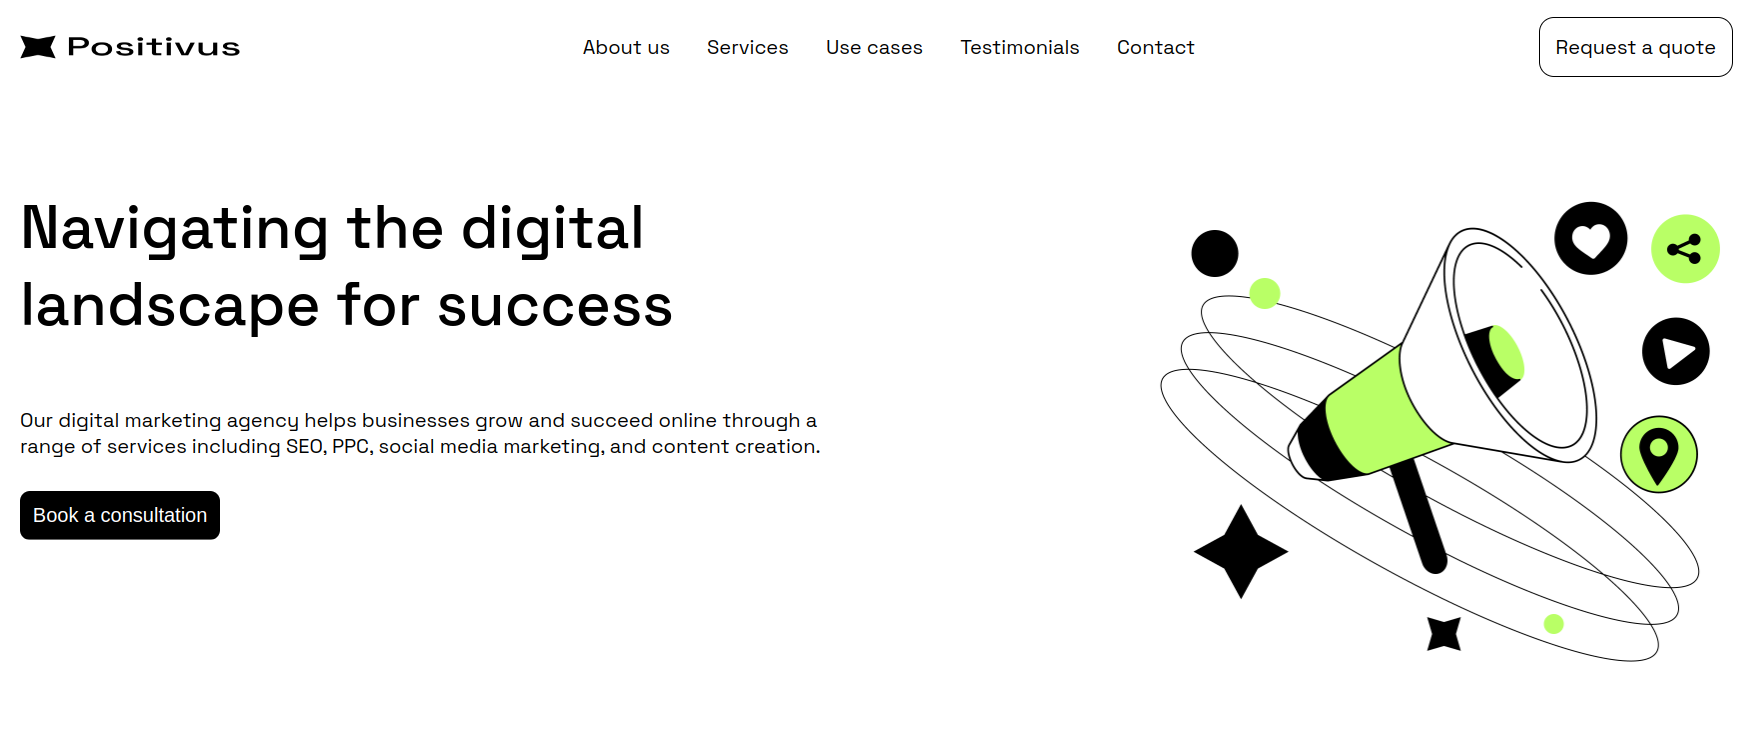 Positivus
About us Services Use cases Testimonials Contact
Request a quote
Navigating the digital
landscape for success
Our digital marketing agency helps businesses grow and succeed online through a
range of services including SEO, PPC, social media marketing, and content creation.
Book a consultation